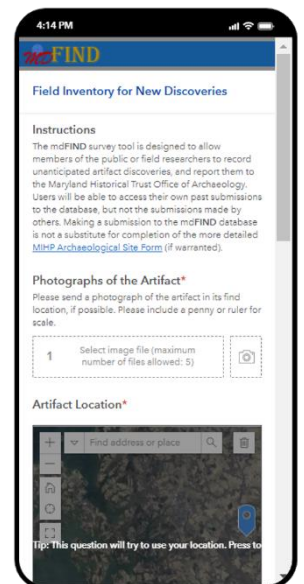 4:14 PM
mdFIND
Field Inventory for New Discoveries
Instructions
The mdFIND survey tool is designed to allow
members of the public or field researchers to record
unanticipated artifact discoveries, and report them to
the Maryland Historical Trust Office of Archaeology.
Users will be able to access their own past submissions
to the database, but not the submissions made by
others. Making a submission to the mdFIND database
is not a substitute for completion of the more detailed
MIHP Archaeological Site Form (if warranted).
Photographs of the Artifact*
Please send a photograph of the artifact in its find
location, if possible. Please include a penny or ruler for
scale.
1 Select image file (maximum
number of files allowed: 5)
Artifact Location*
Find address or place
Tip: This question will try to use your location. Press to